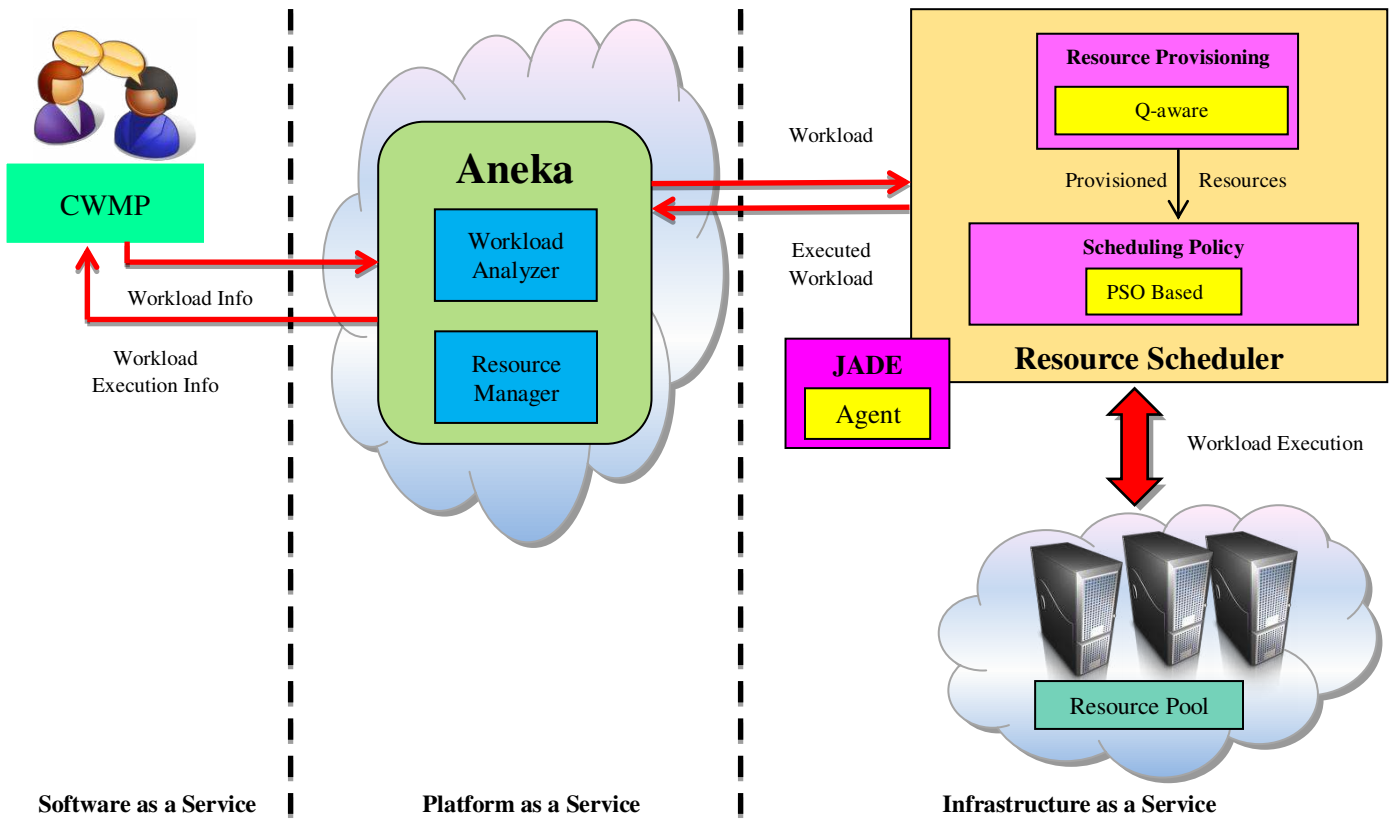 CWMP
Workload Info
Workload
Execution Info
Software as a Service
Aneka
Workload
Analyzer
Resource
Manager
Platform as a Service
Workload
Executed
Workload
Resource Provisioning
Q-aware
Provisioned Resources
Scheduling Policy
PSO Based
Resource Scheduler
JADE
Agent
Workload Execution
Resource Pool
Infrastructure as a Service